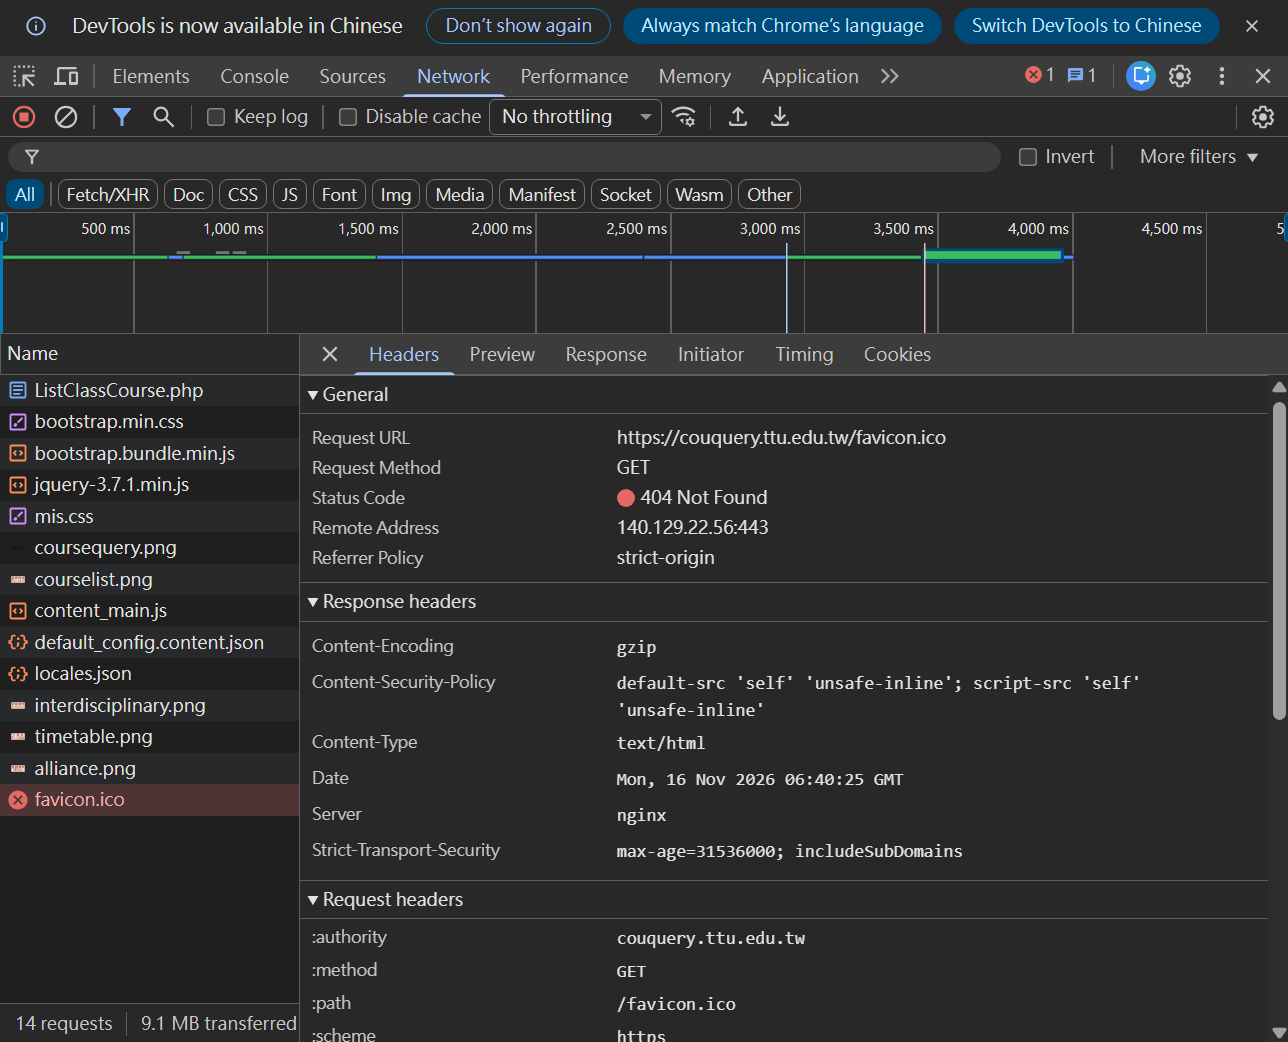 DevTools is now available in Chinese Don't show again Always match Chrome's language Switch DevTools to Chinese
Elements Console Sources Network Performance Memory Application 1 1
Keep log Disable cache No throttling
Invert More filters
All Fetch/XHR Doc CSS JS Font Img Media Manifest Socket Wasm Other
500 ms 1,000 ms 1,500 ms 2,000 ms 2,500 ms 3,000 ms 3,500 ms 4,000 ms 4,500 ms 5
Name
ListClassCourse.php
bootstrap.min.css
bootstrap.bundle.min.js
jquery-3.7.1.min.js
mis.css
coursequery.png
courselist.png
content_main.js
default_config.content.json
locales.json
interdisciplinary.png
timetable.png
alliance.png
favicon.ico
14 requests 9.1 MB transferred
Headers Preview Response Initiator Timing Cookies
General
Request URL https://couquery.ttu.edu.tw/favicon.ico
Request Method GET
Status Code 404 Not Found
Remote Address 140.129.22.56:443
Referrer Policy strict-origin
Response headers
Content-Encoding gzip
Content-Security-Policy default-src 'self' 'unsafe-inline'; script-src 'self'
'unsafe-inline'
Content-Type text/html
Date Mon, 16 Nov 2026 06:40:25 GMT
Server nginx
Strict-Transport-Security max-age=31536000; includeSubDomains
Request headers
:authority couquery.ttu.edu.tw
:method GET
:path /favicon.ico
:scheme https